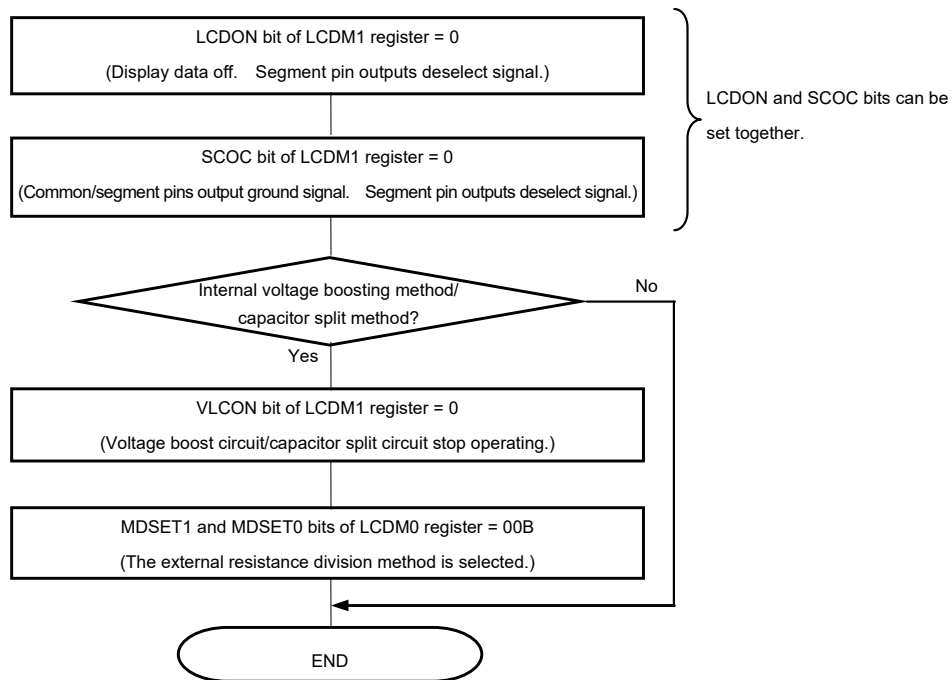 LCDON bit of LCDM1 register = 0
(Display data off. Segment pin outputs deselect signal.)
LCDON and SCOC bits can be
set together.
SCOC bit of LCDM1 register = 0
(Common/segment pins output ground signal. Segment pin outputs deselect signal.)
Internal voltage boosting method/
capacitor split method?
No
Yes
VLCON bit of LCDM1 register = 0
(Voltage boost circuit/capacitor split circuit stop operating.)
MDSET1 and MDSET0 bits of LCDM0 register = 00B
(The external resistance division method is selected.)
END